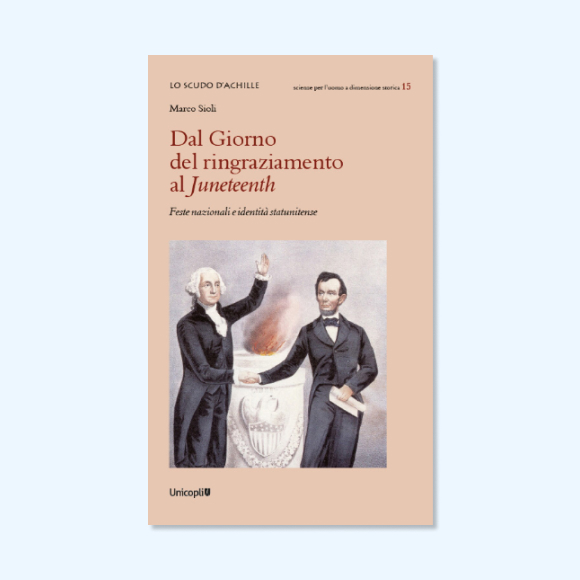 LO SCUDO D'ACHILLE
scienze per l'uomo a dimensione storica 15
Marco Sioli
Dal Giorno
del ringraziamento
al Juneteenth
Feste nazionali e identità statunitense
Unicopli